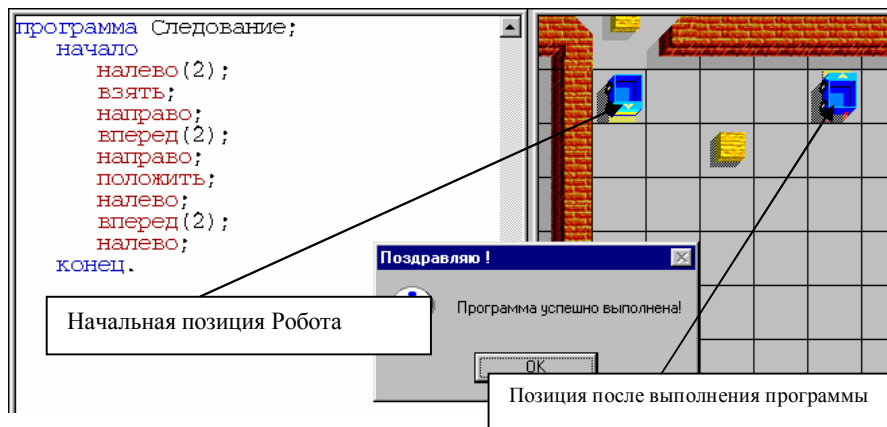 программа Следование;
начало
налево(2);
взять;
направо;
вперед(2);
направо;
положить;
налево;
вперед(2);
налево;
конец.
Поздравляю !
Программа успешно выполнена!
OK
Начальная позиция Робота
Позиция после выполнения программы